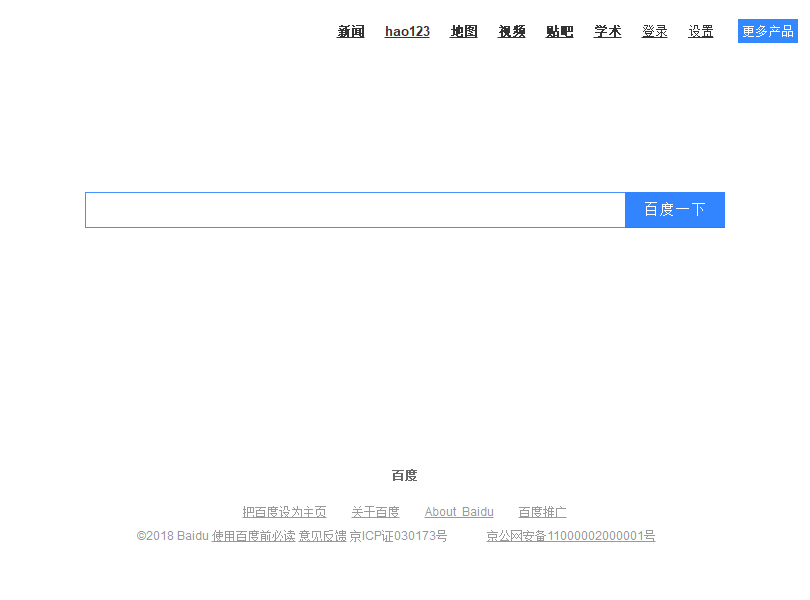 新闻 hao123 地图 视频 贴吧 学术 登录 设置 更多产品
百度一下
百度
把百度设为主页 关于百度 About Baidu 百度推广
©2018 Baidu 使用百度前必读 意见反馈 京ICP证030173号 京公网安备11000002000001号